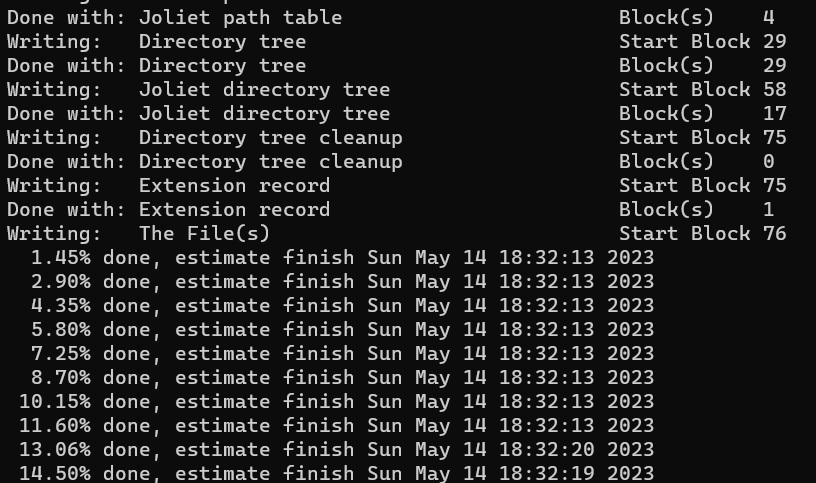 Done with: Joliet path table Block(s) 4
Writing: Directory tree Start Block 29
Done with: Directory tree Block(s) 29
Writing: Joliet directory tree Start Block 58
Done with: Joliet directory tree Block(s) 17
Writing: Directory tree cleanup Start Block 75
Done with: Directory tree cleanup Block(s) 0
Writing: Extension record Start Block 75
Done with: Extension record Block(s) 1
Writing: The File(s) Start Block 76
1.45% done, estimate finish Sun May 14 18:32:13 2023
2.90% done, estimate finish Sun May 14 18:32:13 2023
4.35% done, estimate finish Sun May 14 18:32:13 2023
5.80% done, estimate finish Sun May 14 18:32:13 2023
7.25% done, estimate finish Sun May 14 18:32:13 2023
8.70% done, estimate finish Sun May 14 18:32:13 2023
10.15% done, estimate finish Sun May 14 18:32:13 2023
11.60% done, estimate finish Sun May 14 18:32:13 2023
13.06% done, estimate finish Sun May 14 18:32:20 2023
14.50% done, estimate finish Sun May 14 18:32:19 2023